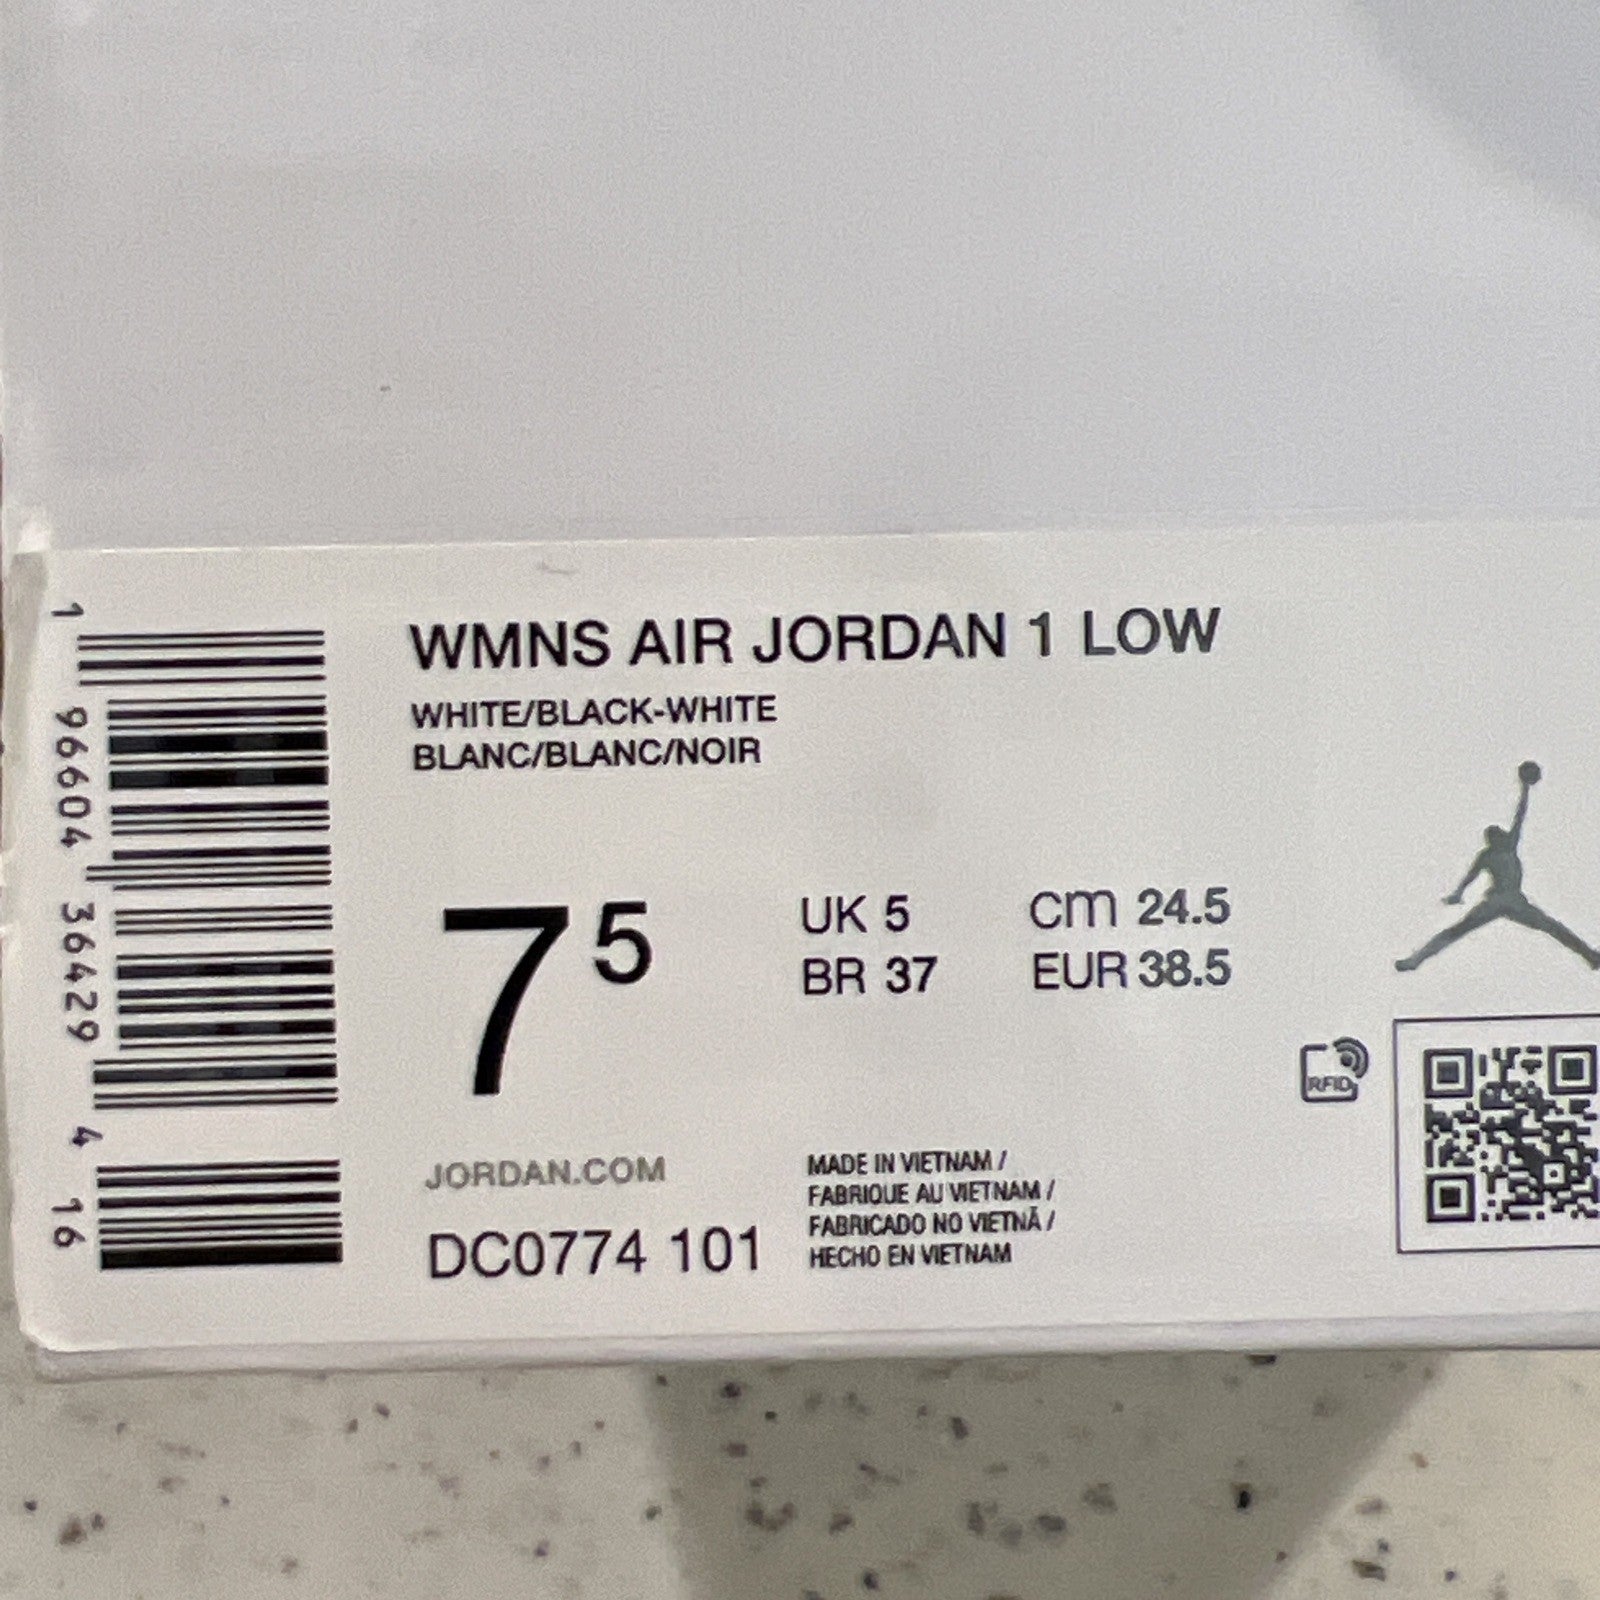 WMNS AIR JORDAN 1 LOW
WHITE/BLACK-WHITE
BLANC/BLANC/NOIR
7 5
UK 5 cm 24.5
BR 37 EUR 38.5
RFID
JORDAN.COM
DC0774 101
MADE IN VIETNAM /
FABRIQUE AU VIETNAM /
FABRICADO NO VIETNÃ /
HECHO EN VIETNAM
1 96604 36429 4 16